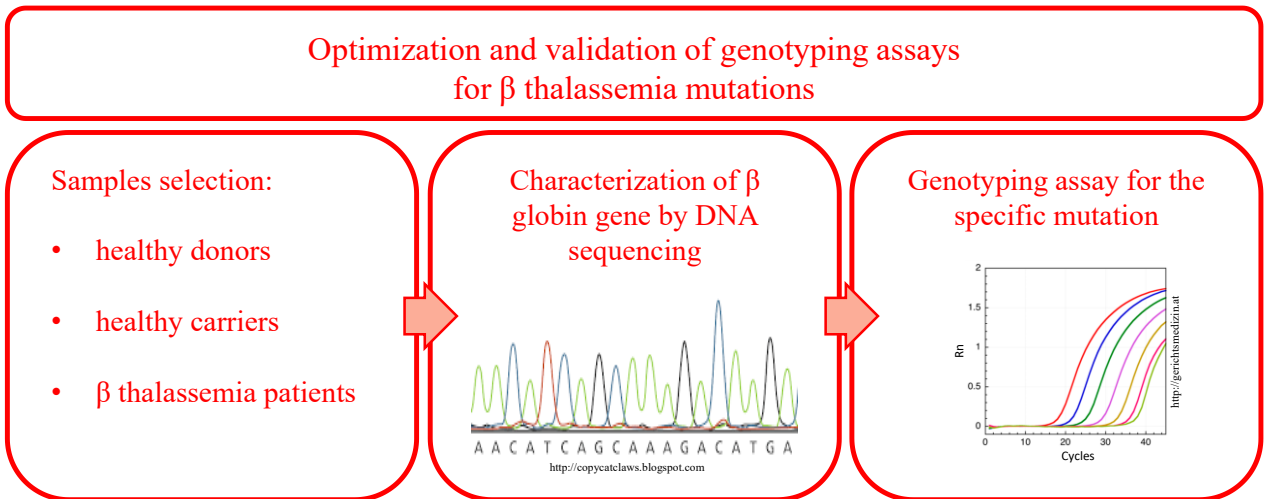 Optimization and validation of genotyping assays
for β thalassemia mutations
Samples selection:
• healthy donors
• healthy carriers
• β thalassemia patients
Characterization of β
globin gene by DNA
sequencing
A A C A T C A G C A A A G A C A T G A
http://copycatclaws.blogspot.com
Genotyping assay for the
specific mutation
2
1.5
1
0.5
0
Rn
0 10 20 30 40
Cycles
http://gerichtsmedizin.at